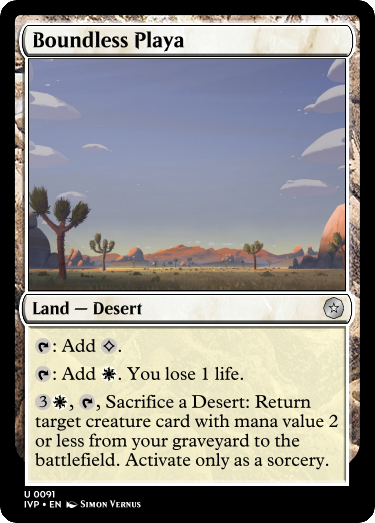 Boundless Playa
Land — Desert
: Add .
: Add . You lose 1 life.
3, , Sacrifice a Desert: Return
target creature card with mana value 2
or less from your graveyard to the
battlefield. Activate only as a sorcery.
U 0091
IVP • EN Simon Vernus